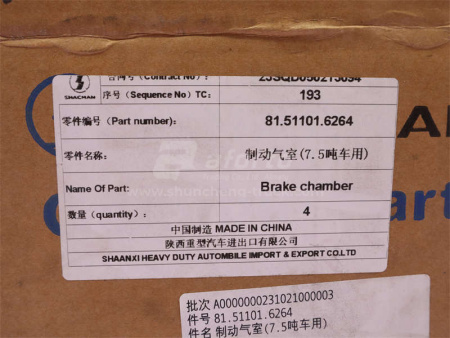 合同号(Contract No)
23SQD050213094
SHACMAN
序号 (Sequence No) TC:
193
零件编号 (Part number):
81.51101.6264
零件名称:
制动气室(7.5吨车用)
Name Of Part:
Brake chamber
数量 (quantity):
4
中国制造 MADE IN CHINA
陕西重型汽车进出口有限公司
SHAANXI HEAVY DUTY AUTOMBILE IMPORT & EXPORT CO.LTD
批次 A0000000231021000003
件号 81.51101.6264
件名 制动气室(7.5吨车用)